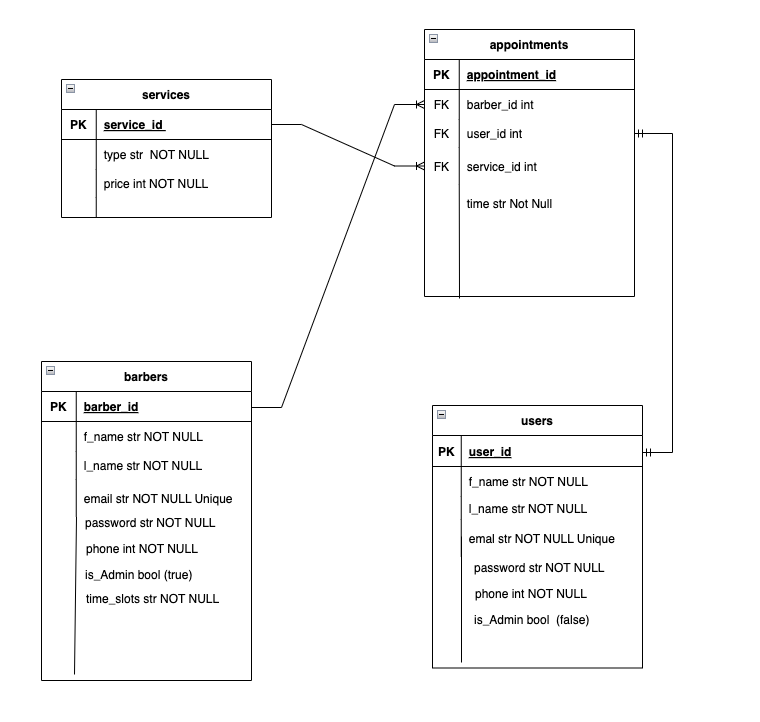 services
PK service_id
type str NOT NULL
price int NOT NULL
appointments
PK appointment_id
FK barber_id int
FK user_id int
FK service_id int
time str Not Null
barbers
PK barber_id
f_name str NOT NULL
l_name str NOT NULL
email str NOT NULL Unique
password str NOT NULL
phone int NOT NULL
is_Admin bool (true)
time_slots str NOT NULL
users
PK user_id
f_name str NOT NULL
l_name str NOT NULL
emal str NOT NULL Unique
password str NOT NULL
phone int NOT NULL
is_Admin bool (false)